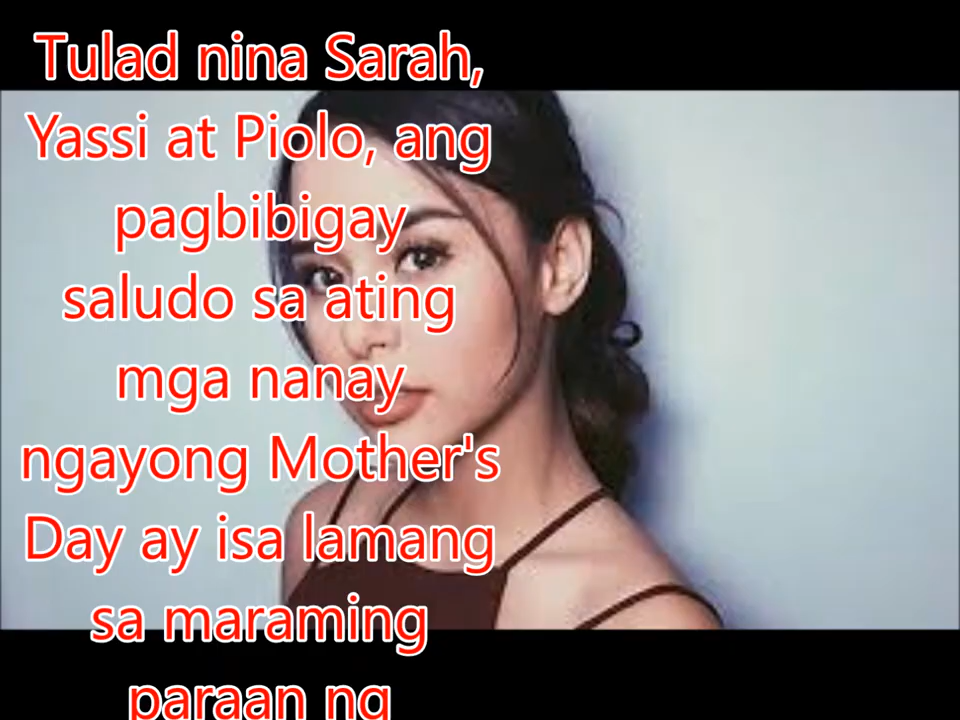 Tulad nina Sarah,
Yassi at Piolo, ang
pagbibigay
saludo sa ating
mga nanay
ngayong Mother's
Day ay isa lamang
sa maraming
paraan ng